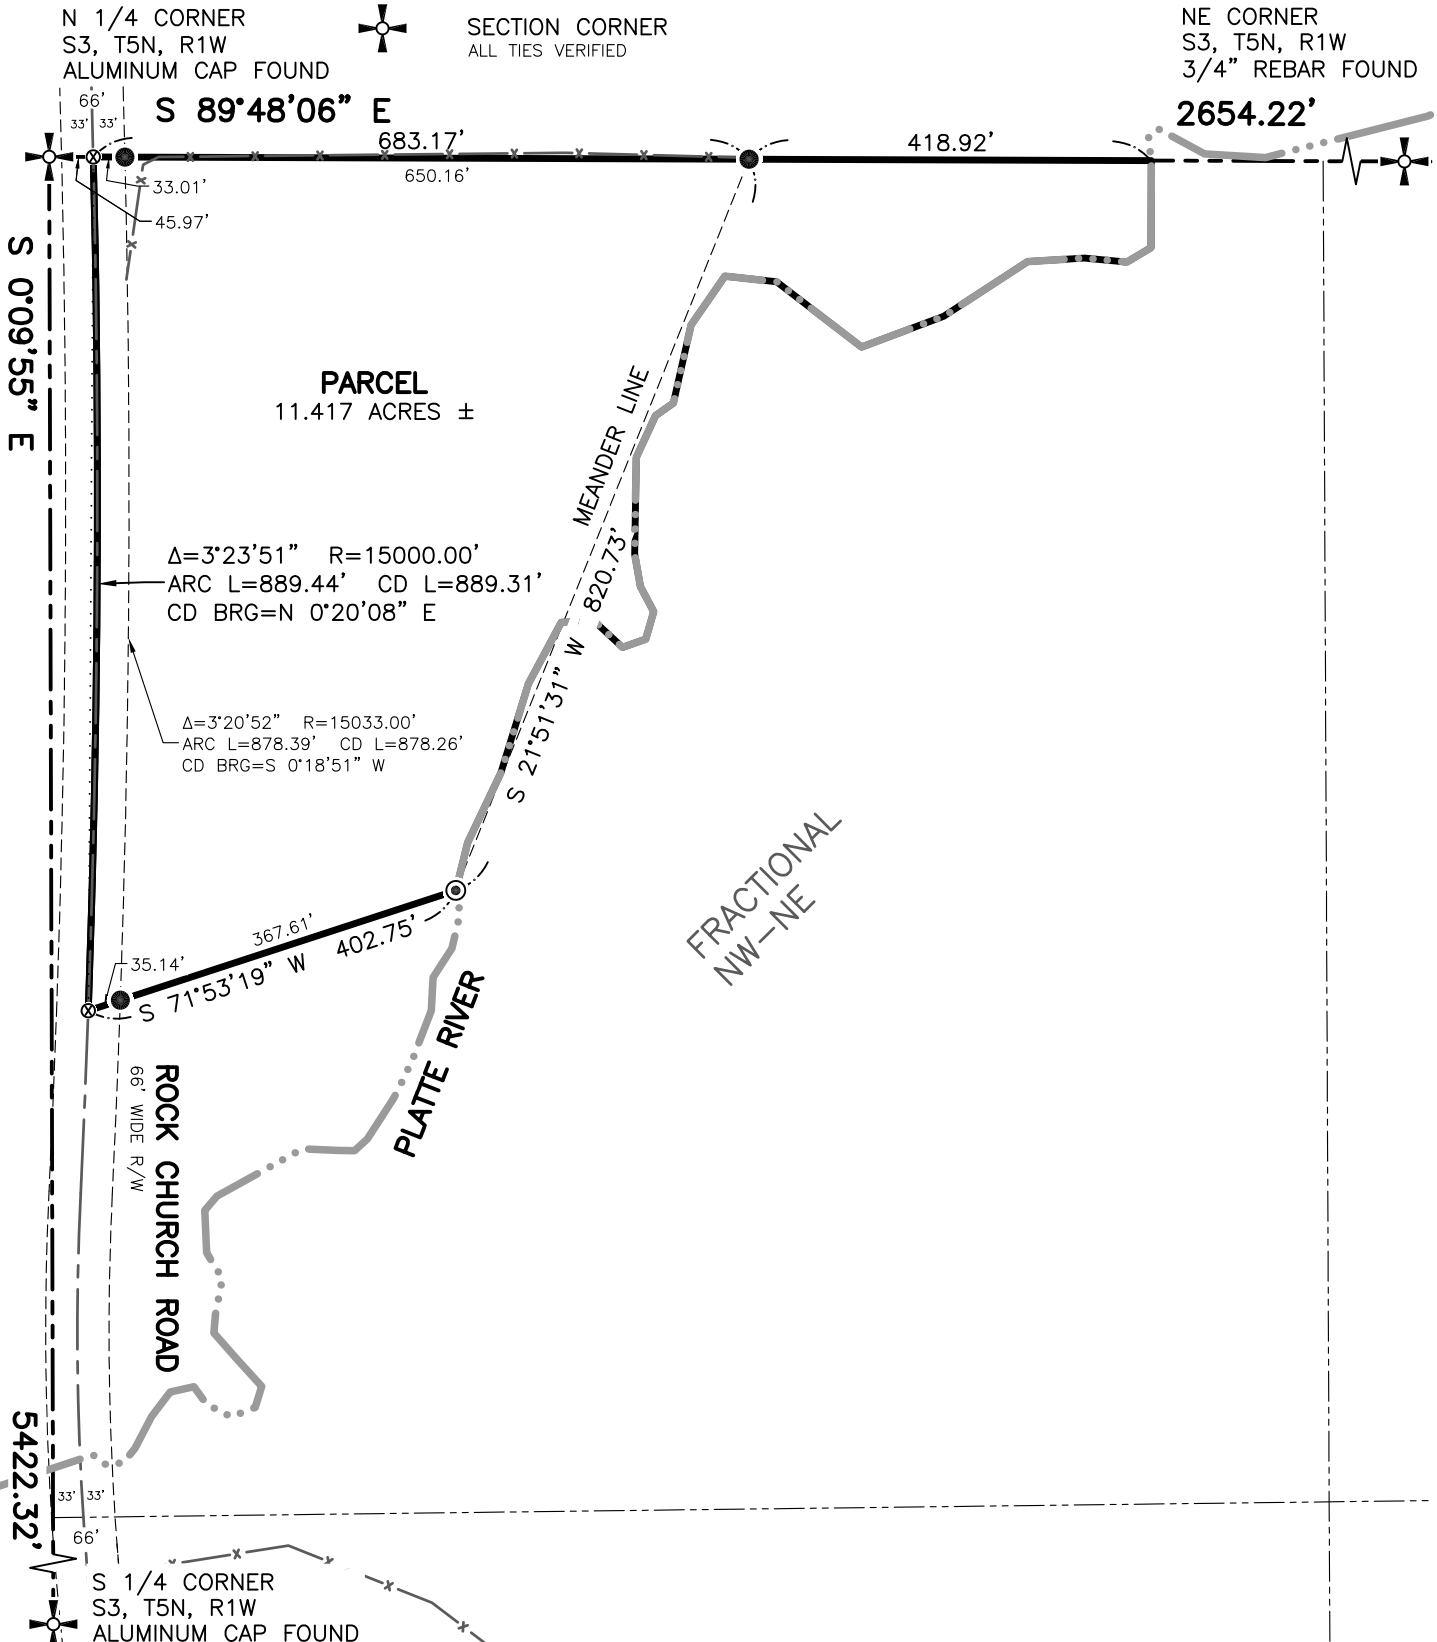 N 1/4 CORNER
S3, T5N, R1W
ALUMINUM CAP FOUND
SECTION CORNER
ALL TIES VERIFIED
NE CORNER
S3, T5N, R1W
3/4” REBAR FOUND
66'
33' 33'
S 89°48'06” E
2654.22'
683.17'
418.92'
650.16'
33.01'
45.97'
S 0°09'55” E
PARCEL
11.417 ACRES ±
MEANDER LINE
S 21°51'31” W 820.73'
Δ=3°23'51” R=15000.00'
ARC L=889.44' CD L=889.31'
CD BRG=N 0°20'08” E
Δ=3°20'52” R=15033.00'
ARC L=878.39' CD L=878.26'
CD BRG=S 0°18'51” W
FRACTIONAL
NW–NE
367.61'
35.14'
S 71°53'19” W 402.75'
PLATTE RIVER
ROCK CHURCH ROAD
66' WIDE R/W
5422.32'
33' 33'
66'
S 1/4 CORNER
S3, T5N, R1W
ALUMINUM CAP FOUND